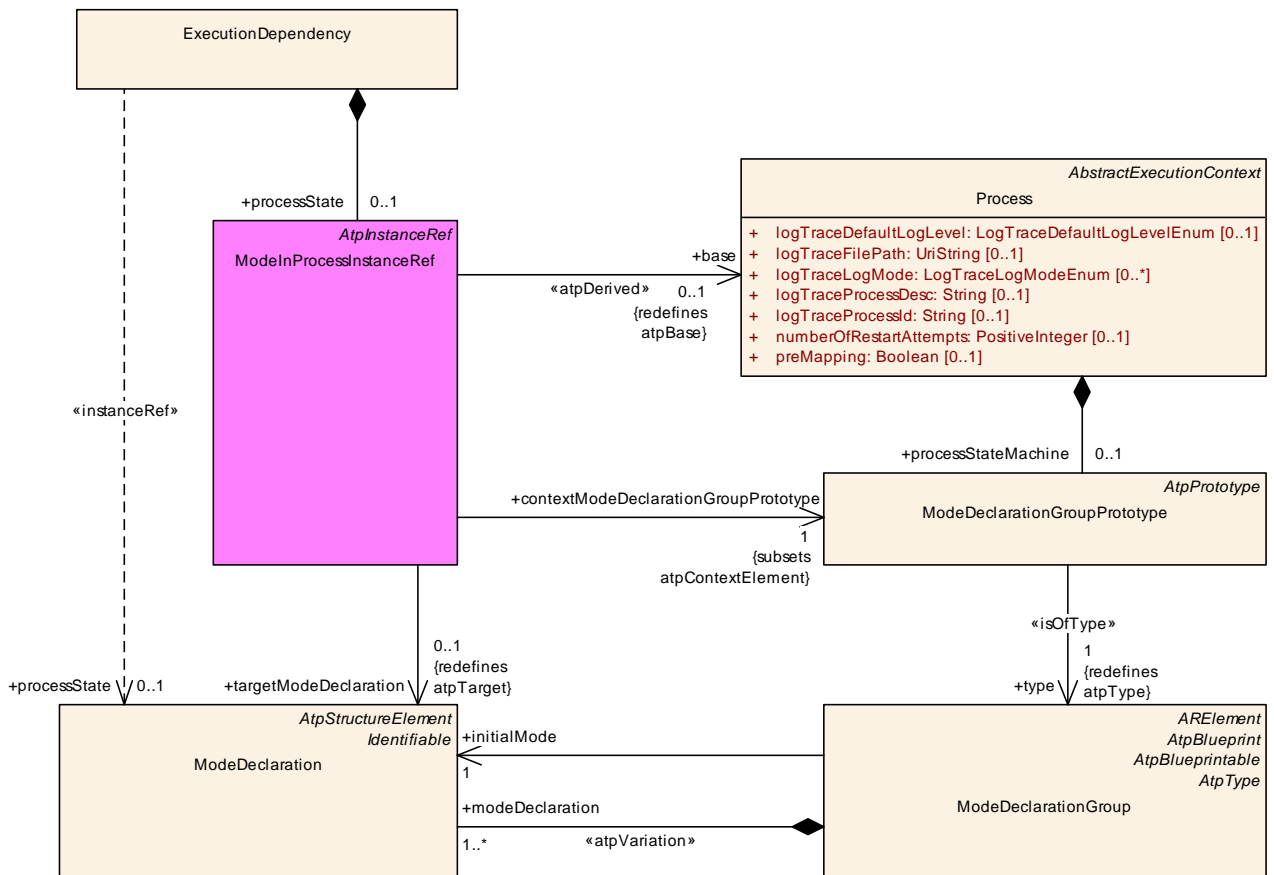 ExecutionDependency
+processState 0..1
AtpInstanceRef
ModeInProcessInstanceRef
AbstractExecutionContext
Process
+ logTraceDefaultLogLevel: LogTraceDefaultLogLevelEnum [0..1]
+ logTraceFilePath: UriString [0..1]
+ logTraceLogMode: LogTraceLogModeEnum [0..*]
+ logTraceProcessDesc: String [0..1]
+ logTraceProcessId: String [0..1]
+ numberOfRestartAttempts: PositiveInteger [0..1]
+ preMapping: Boolean [0..1]
+base
«atpDerived»
0..1
{redefines
atpBase}
«instanceRef»
+processStateMachine 0..1
+contextModeDeclarationGroupPrototype
1
{subsets
atpContextElement}
AtpPrototype
ModeDeclarationGroupPrototype
«isOfType»
1
{redefines
atpType}
+type
0..1
{redefines
atpTarget}
+targetModeDeclaration
+processState 0..1
AtpStructureElement
Identifiable
ModeDeclaration
+initialMode
1
+modeDeclaration
1..*
«atpVariation»
ARElement
AtpBlueprint
AtpBlueprintable
AtpType
ModeDeclarationGroup